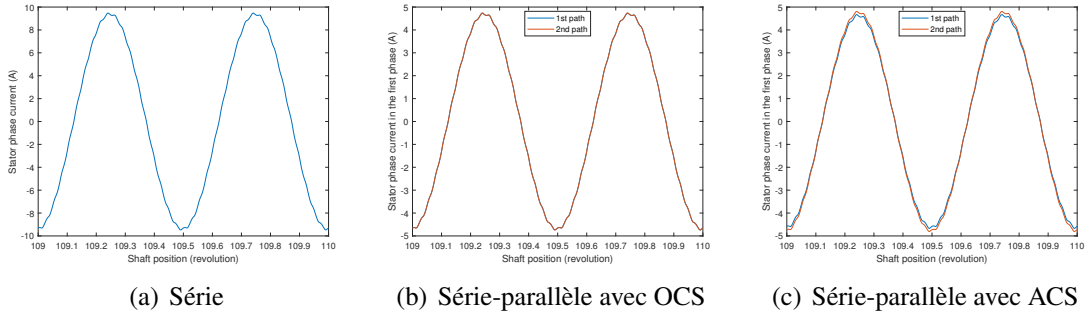 10
8
6
4
2
0
-2
-4
-6
-8
-10
109 109.1 109.2 109.3 109.4 109.5 109.6 109.7 109.8 109.9 110
Shaft position (revolution)
Stator phase current (A)
(a) Série
5
4
3
2
1
0
-1
-2
-3
-4
-5
109 109.1 109.2 109.3 109.4 109.5 109.6 109.7 109.8 109.9 110
Shaft position (revolution)
Stator phase current in the first phase (A)
1st path
2nd path
(b) Série-parallèle avec OCS
5
4
3
2
1
0
-1
-2
-3
-4
-5
109 109.1 109.2 109.3 109.4 109.5 109.6 109.7 109.8 109.9 110
Shaft position (revolution)
Stator phase current in the first phase (A)
1st path
2nd path
(c) Série-parallèle avec ACS